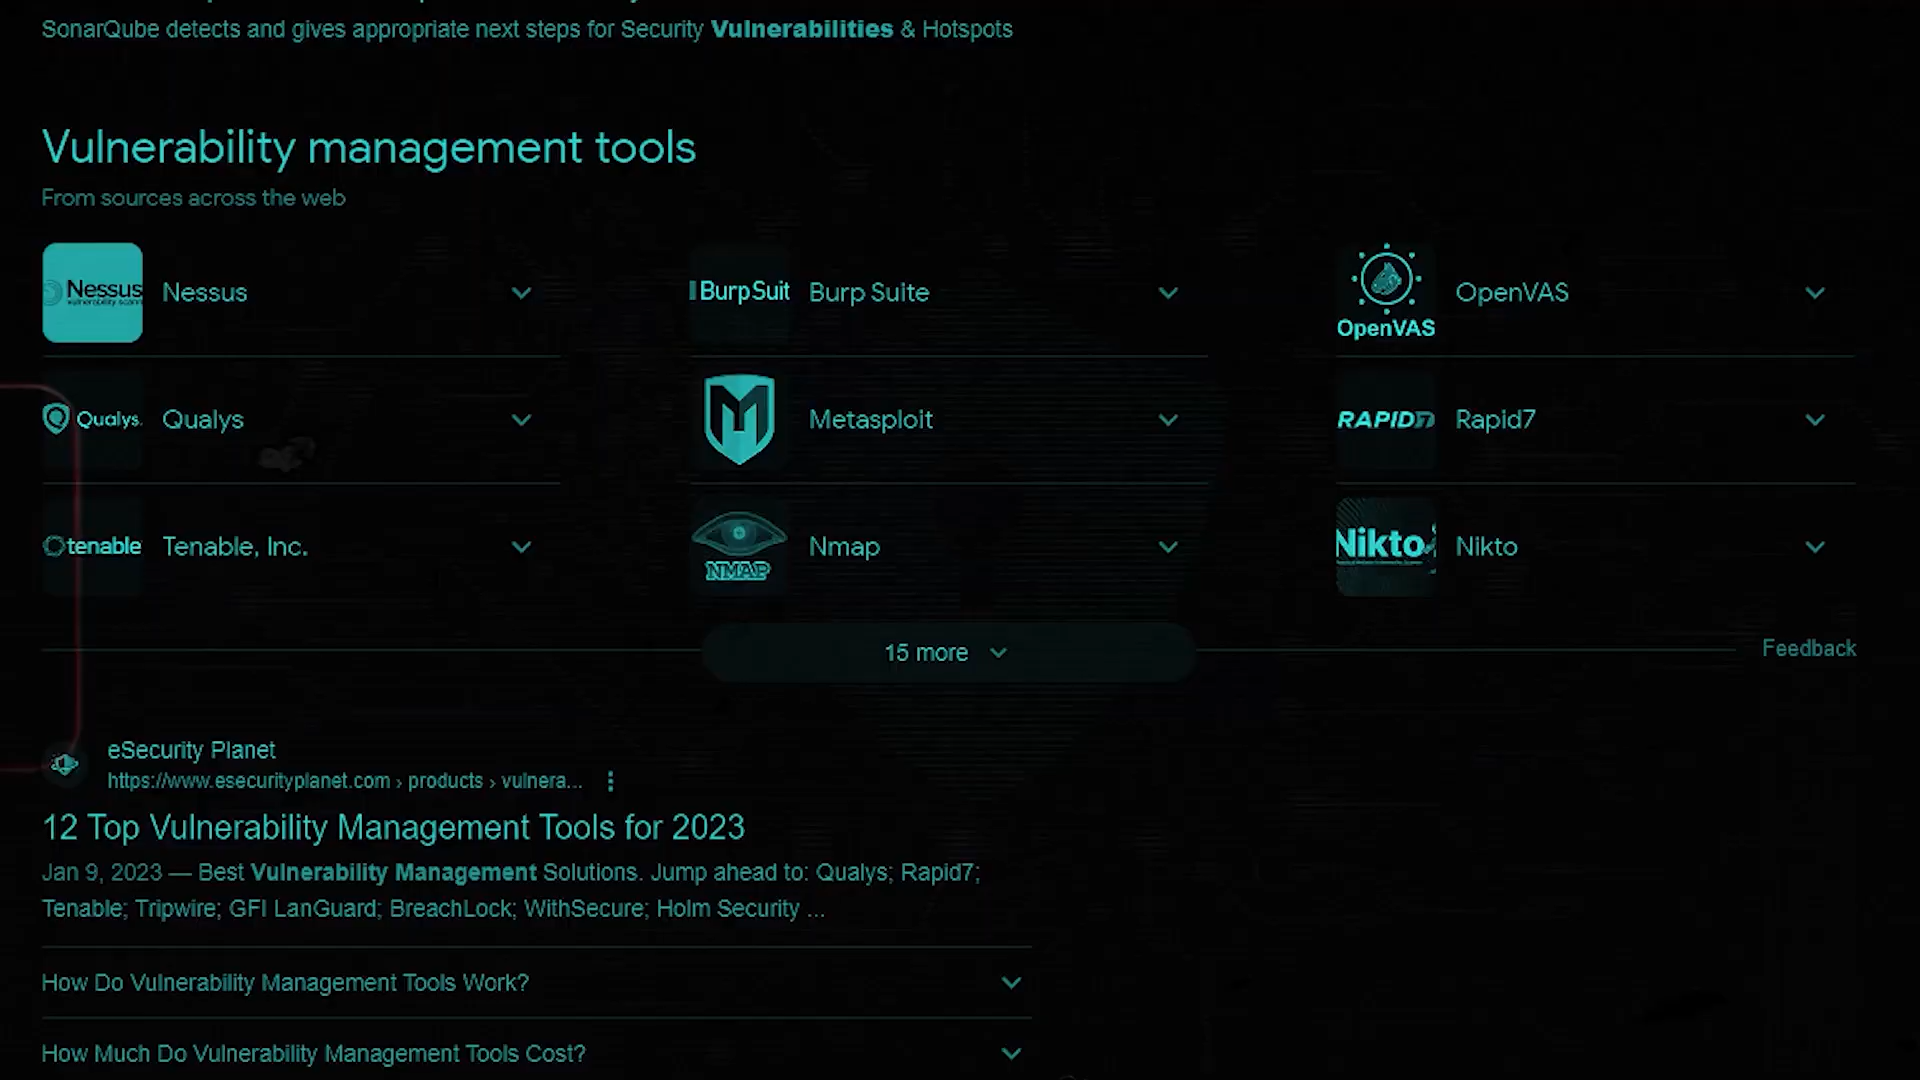 SonarQube detects and gives appropriate next steps for Security Vulnerabilities & Hotspots
Vulnerability management tools
From sources across the web
Nessus
Nessus
BurpSuit
Burp Suite
OpenVAS
OpenVAS
Qualys.
Qualys
Metasploit
RAPID7
Rapid7
tenable
Tenable, Inc.
NMAP
Nmap
Nikto
Nikto
15 more
Feedback
eSecurity Planet
https://www.esecurityplanet.com › products › vulnera...
12 Top Vulnerability Management Tools for 2023
Jan 9, 2023 — Best Vulnerability Management Solutions. Jump ahead to: Qualys; Rapid7;
Tenable; Tripwire; GFI LanGuard; BreachLock; WithSecure; Holm Security ...
How Do Vulnerability Management Tools Work?
How Much Do Vulnerability Management Tools Cost?